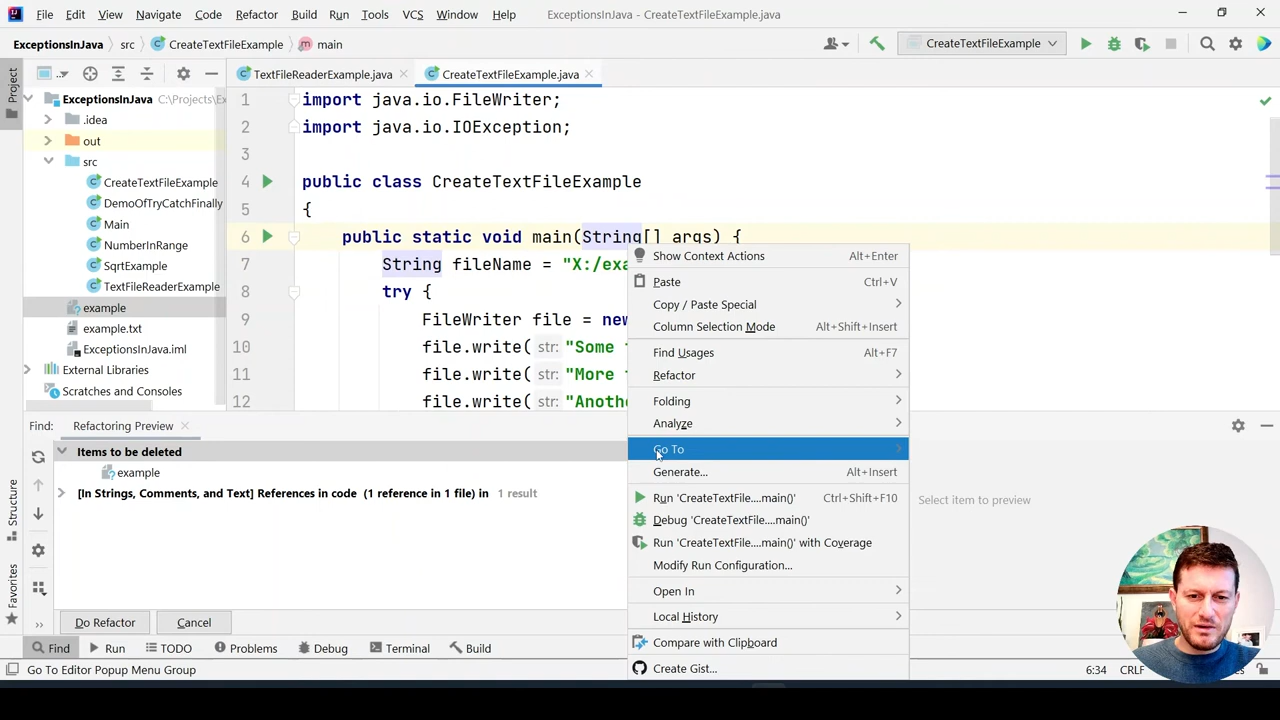 File Edit View Navigate Code Refactor Build Run Tools VCS Window Help ExceptionsInJava - CreateTextFileExample.java
ExceptionsInJava src CreateTextFileExample main CreateTextFileExample
Project
TextFileReaderExample.java CreateTextFileExample.java
ExceptionsInJava C:\Projects\Ex
.idea
out
src
CreateTextFileExample
DemoOfTryCatchFinally
Main
NumberInRange
SqrtExample
TextFileReaderExample
example
example.txt
ExceptionsInJava.iml
External Libraries
Scratches and Consoles
1 import java.io.FileWriter;
2 import java.io.IOException;
3
4 public class CreateTextFileExample
5 {
6 public static void main(String[] args) {
7 String fileName = "X:/exa
8 try {
9 FileWriter file = new
10 file.write( str: "Some
11 file.write( str: "More
12 file.write( str: "Anothe
Show Context Actions Alt+Enter
Paste Ctrl+V
Copy / Paste Special
Column Selection Mode Alt+Shift+Insert
Find Usages Alt+F7
Refactor
Folding
Analyze
Go To
Generate... Alt+Insert
Run 'CreateTextFile....main()' Ctrl+Shift+F10
Debug 'CreateTextFile....main()'
Run 'CreateTextFile....main()' with Coverage
Modify Run Configuration...
Open In
Local History
Compare with Clipboard
Create Gist...
Find: Refactoring Preview
Items to be deleted
example
[In Strings, Comments, and Text] References in code (1 reference in 1 file) in 1 result
Select item to preview
Structure
Favorites
Do Refactor Cancel
Find Run TODO Problems Debug Terminal Build
Go To Editor Popup Menu Group 6:34 CRLF